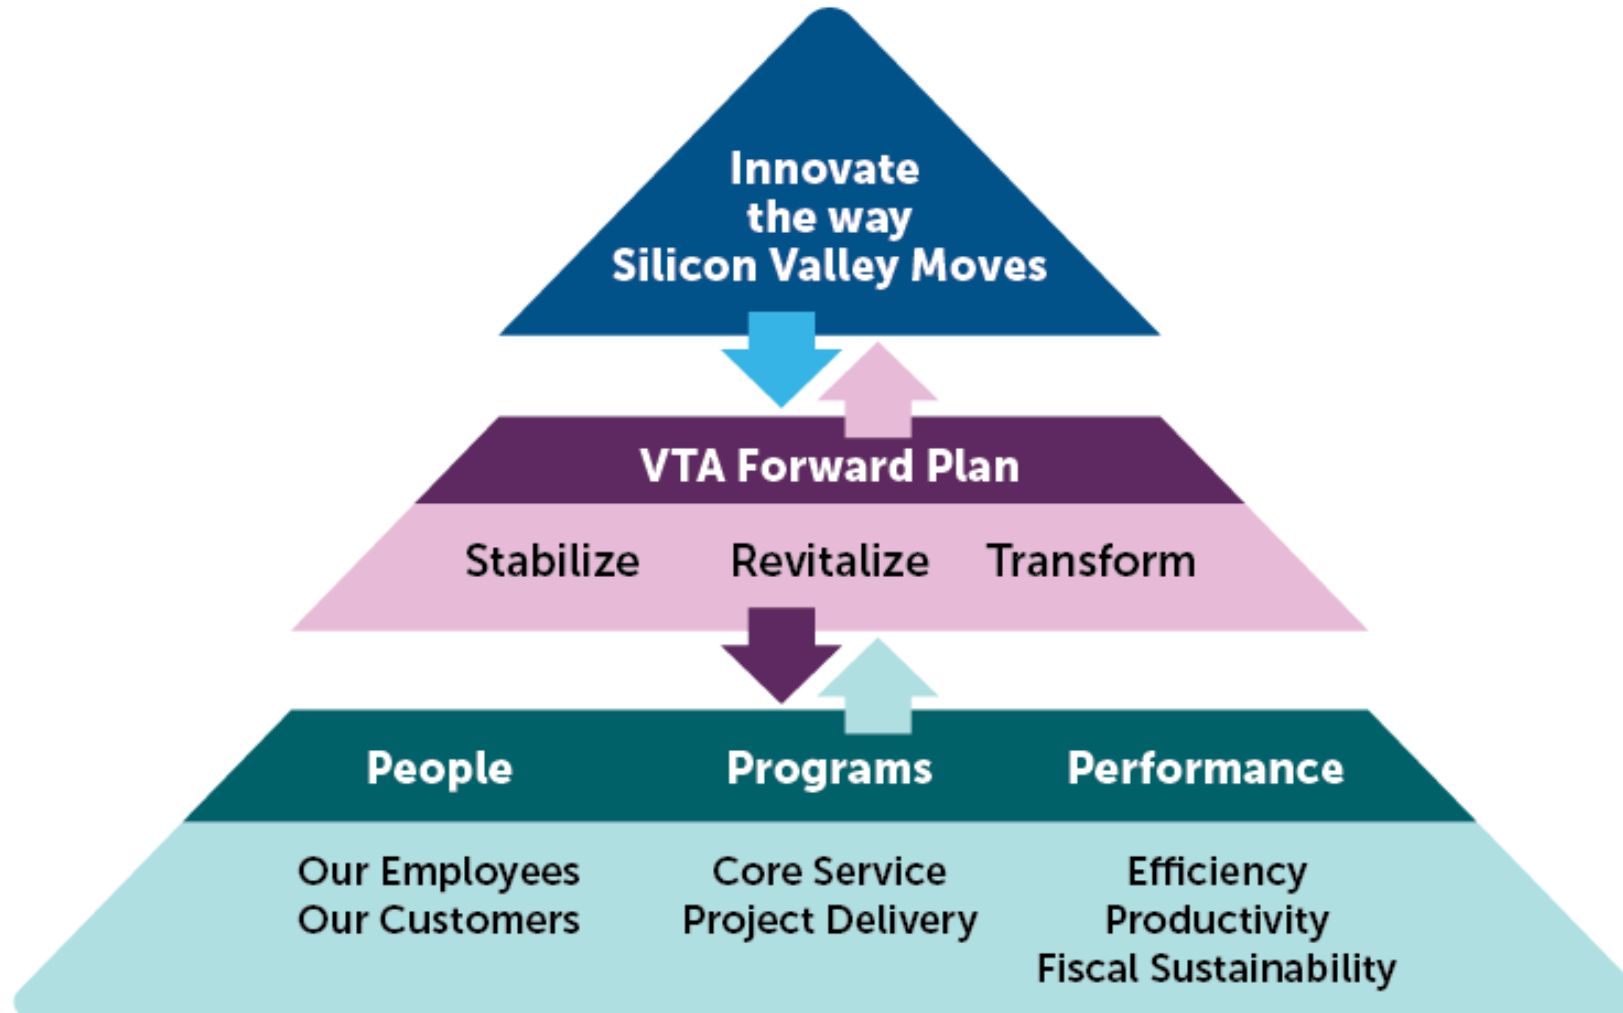 Innovate
the way
Silicon Valley Moves
VTA Forward Plan
Stabilize Revitalize Transform
People Programs Performance
Our Employees
Our Customers
Core Service
Project Delivery
Efficiency
Productivity
Fiscal Sustainability